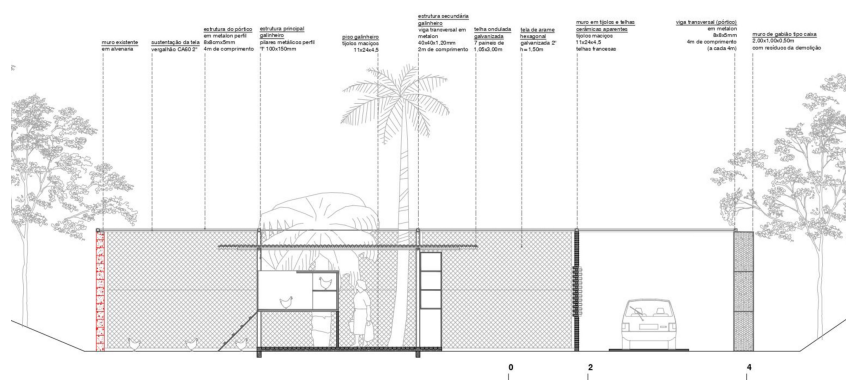 muro existente
em alvenaria
sustentação da tela
vergalhão CA60 2"
estrutura do pórtico
em metalon perfil
8x8cmx5mm
4m de comprimento
estrutura principal
galinheiro
pilares metálicos perfil
'I' 100x150mm
piso galinheiro
tijolos maciços
11x24x4,5
estrutura secundária
galinheiro
viga transversal em
metalon
40x40x1,20mm
2m de comprimento
telha ondulada
galvanizada
7 painéis de
1,05x3,00m
tela de arame
hexagonal
galvanizada 2"
h=1,50m
muro em tijolos e telhas
cerâmicas aparentes
tijolos maciços
11x24x4,5
telhas francesas
viga transversal (pórtico)
em metalon
8x8x5mm
4m de comprimento
(a cada 4m)
muro de gabião tipo caixa
2,00x1,00x0,50m
com resíduos da demolição
0 2 4